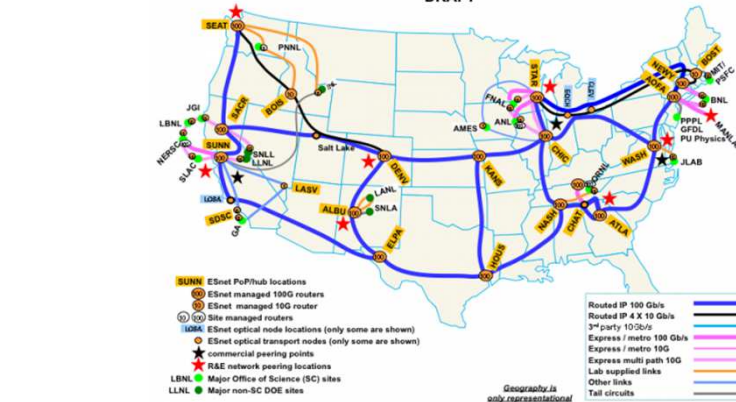 SEAT
PNNL
BOIS
JGI
LBNL
NERSC
SLAC
SACR
SUNN
SNLL
LLNL
LOSA
SDSC
GA
LASV
Salt Lake
DENV
ALBU
LANL
SNLA
ELPA
KANS
HOUS
AMES
FNAL
ANL
STAR
CHIC
CLEV
NASH
CHAT
ATLA
ORNL
WASH
JLAB
NEWY
AOFA
BOST
MIT/
PSFC
BNL
PPPL
GFDL
PU Physics
SUNN ESnet PoP/hub locations
100 ESnet managed 100G routers
10 ESnet managed 10G router
10 100 Site managed routers
LOSA ESnet optical node locations (only some are shown)
ESnet optical transport nodes (only some are shown)
commercial peering points
R&E network peering locations
LBNL Major Office of Science (SC) sites
LLNL Major non-SC DOE sites
Geography is
only representational
Routed IP 100 Gb/s
Routed IP 4 X 10 Gb/s
3rd party 10Gb/s
Express / metro 100 Gb/s
Express / metro 10G
Express multi path 10G
Lab supplied links
Other links
Tail circuits